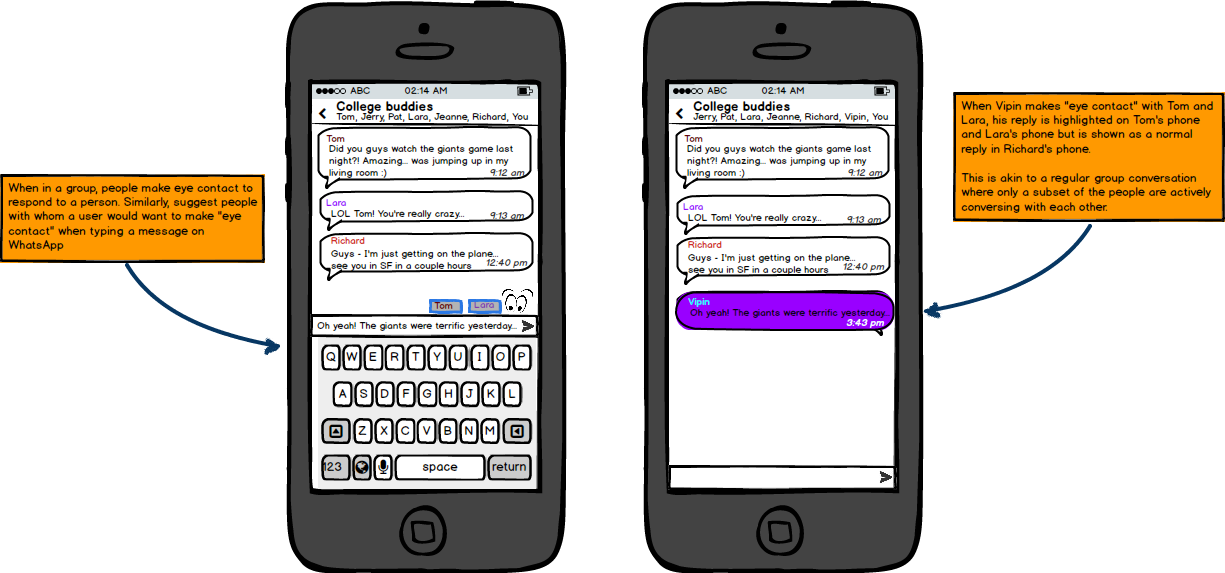 When in a group, people make eye contact to
respond to a person. Similarly, suggest people
with whom a user would want to make "eye
contact" when typing a message on
WhatsApp
ABC 02:14 AM
College buddies
Tom, Jerry, Pat, Lara, Jeanne, Richard, You
Tom
Did you guys watch the giants game last
night?! Amazing... was jumping up in my
living room :) 9:12 am
Lara
LOL Tom! You're really crazy... 9:13 am
Richard
Guys - I'm just getting on the plane...
see you in SF in a couple hours 12:40 pm
Tom Lara
Oh yeah! The giants were terrific yesterday...
Q W E R T Y U I O P
A S D F G H J K L
Z X C V B N M
123 space return
ABC 02:14 AM
College buddies
Jerry, Pat, Lara, Jeanne, Richard, Vipin, You
Tom
Did you guys watch the giants game last
night?! Amazing... was jumping up in my
living room :) 9:12 am
Lara
LOL Tom! You're really crazy... 9:13 am
Richard
Guys - I'm just getting on the plane...
see you in SF in a couple hours 12:40 pm
Vipin
Oh yeah! The giants were terrific yesterday.
3:43 pm
When Vipin makes "eye contact" with Tom and
Lara, his reply is highlighted on Tom's phone
and Lara's phone but is shown as a normal
reply in Richard's phone.
This is akin to a regular group conversation
where only a subset of the people are actively
conversing with each other.